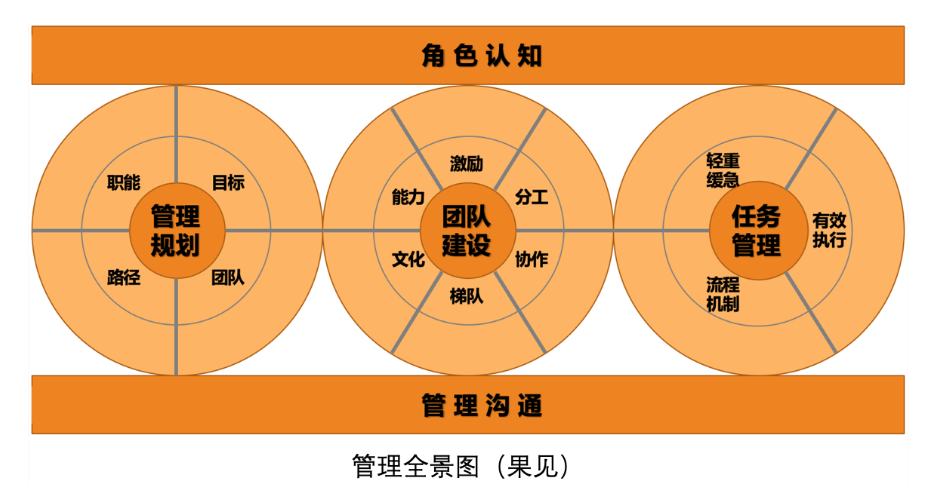 角色认知
职能
目标
管理
规划
路径
团队
激励
能力
分工
团队
建设
文化
协作
梯队
轻重
缓急
任务
管理
有效
执行
流程
机制
管理沟通
管理全景图（果见）